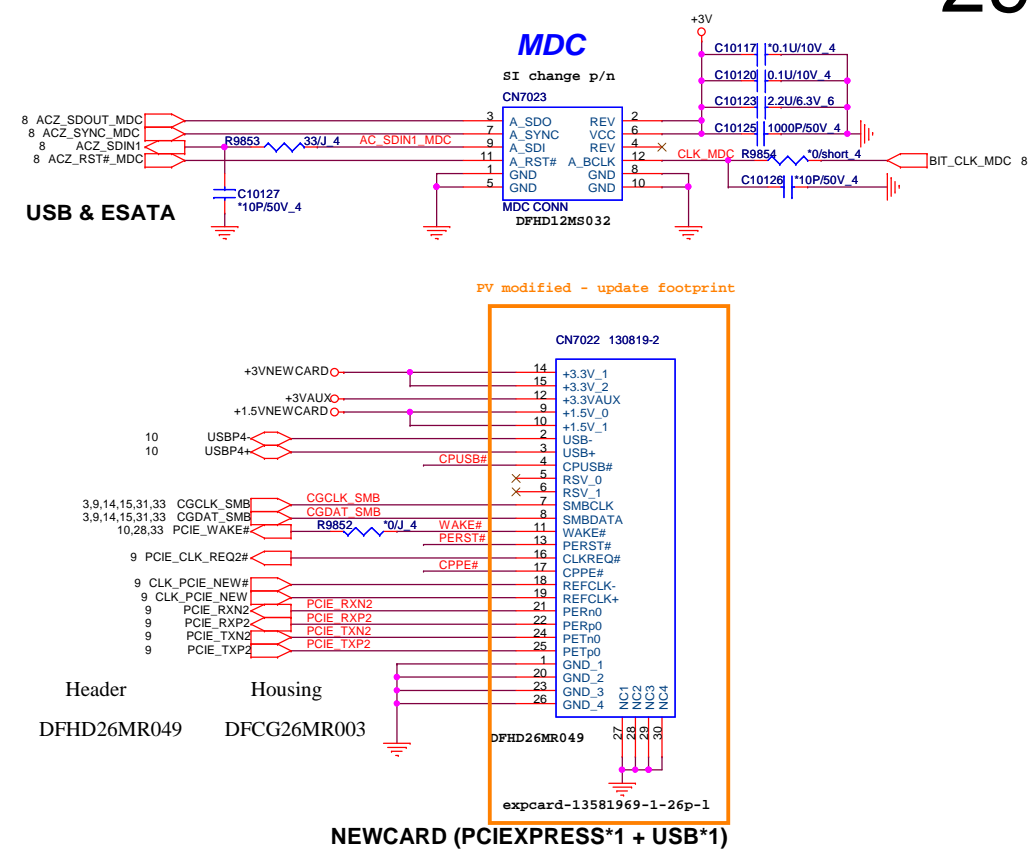 +3V
MDC
SI change p/n
CN7023
C10117 *0.1U/10V_4
C10120 0.1U/10V_4
C10123 2.2U/6.3V_6
C10125 1000P/50V_4
8 ACZ_SDOUT_MDC 3 A_SDO REV 2
8 ACZ_SYNC_MDC 7 A_SYNC VCC 6
8 ACZ_SDIN1 R9853 33/J_4 AC_SDIN1_MDC 9 A_SDI REV 4
8 ACZ_RST#_MDC 11 A_RST# A_BCLK 12 CLK_MDC R9854 *0/short_4 BIT_CLK_MDC 8
1 GND GND 8
5 GND GND 10
C10126 *10P/50V_4
C10127
*10P/50V_4
USB & ESATA
MDC CONN
DFHD12MS032
PV modified - update footprint
CN7022 130819-2
+3VNEWCARD 14 +3.3V_1
15 +3.3V_2
+3VAUX 12 +3.3VAUX
+1.5VNEWCARD 9 +1.5V_0
10 +1.5V_1
10 USBP4- 2 USB-
10 USBP4+ 3 USB+
CPUSB# 4 CPUSB#
5 RSV_0
6 RSV_1
3,9,14,15,31,33 CGCLK_SMB CGCLK_SMB 7 SMBCLK
3,9,14,15,31,33 CGDAT_SMB CGDAT_SMB 8 SMBDATA
10,28,33 PCIE_WAKE# R9852 *0/J_4 WAKE# 11 WAKE#
PERST# 13 PERST#
9 PCIE_CLK_REQ2# 16 CLKREQ#
CPPE# 17 CPPE#
9 CLK_PCIE_NEW# 18 REFCLK-
9 CLK_PCIE_NEW 19 REFCLK+
9 PCIE_RXN2 PCIE_RXN2 21 PERn0
9 PCIE_RXP2 PCIE_RXP2 22 PERp0
9 PCIE_TXN2 PCIE_TXN2 24 PETn0
9 PCIE_TXP2 PCIE_TXP2 25 PETp0
1 GND_1
20 GND_2
23 GND_3
26 GND_4
NC1 NC2 NC3 NC4
27 28 29 30
Header Housing
DFHD26MR049 DFCG26MR003
DFHD26MR049
expcard-13581969-1-26p-1
NEWCARD (PCIEXPRESS*1 + USB*1)